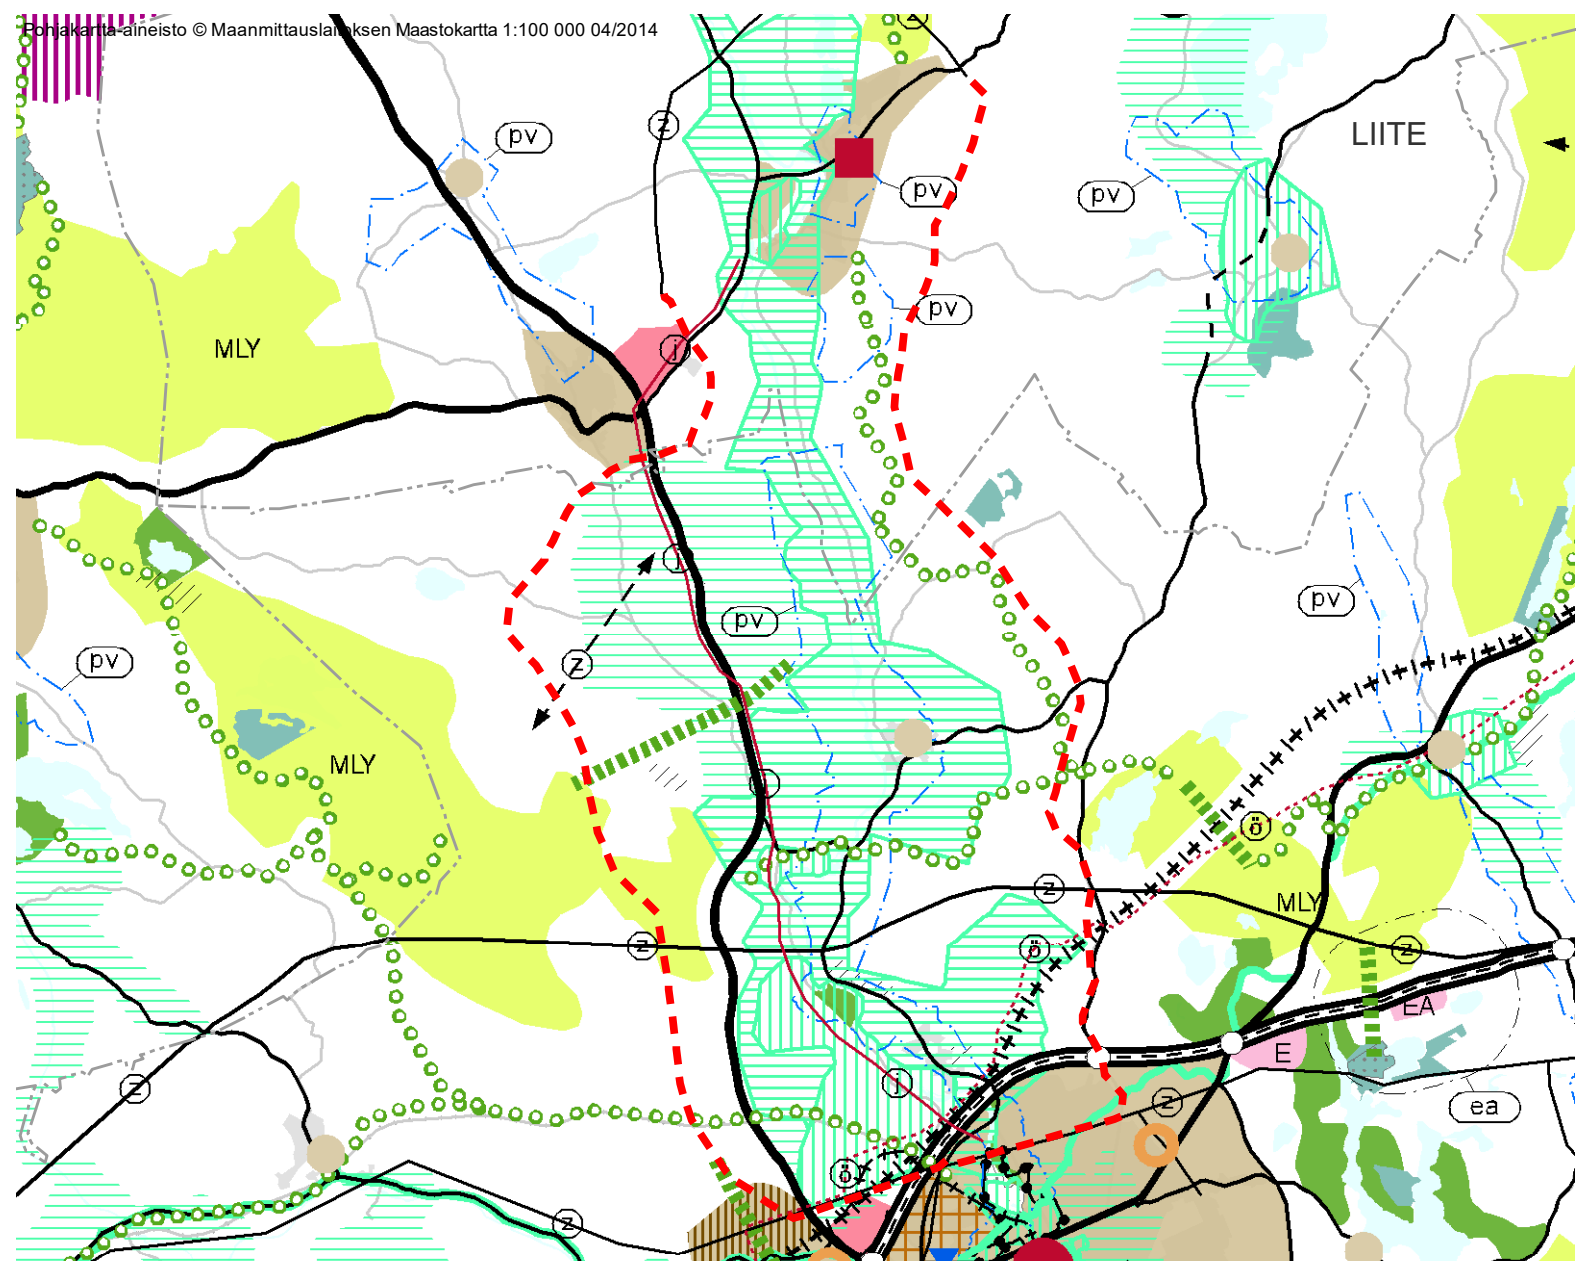 Pohjakartta-aineisto © Maanmittauslaitoksen Maastokartta 1:100 000 04/2014
z
z
pv
LIITE
pv
pv
pv
MLY
j
j
z
pv
pv
pv
MLY
j
ö
z
MLY
z
ö
z
EA
E
z
j
z
ea
ö
z